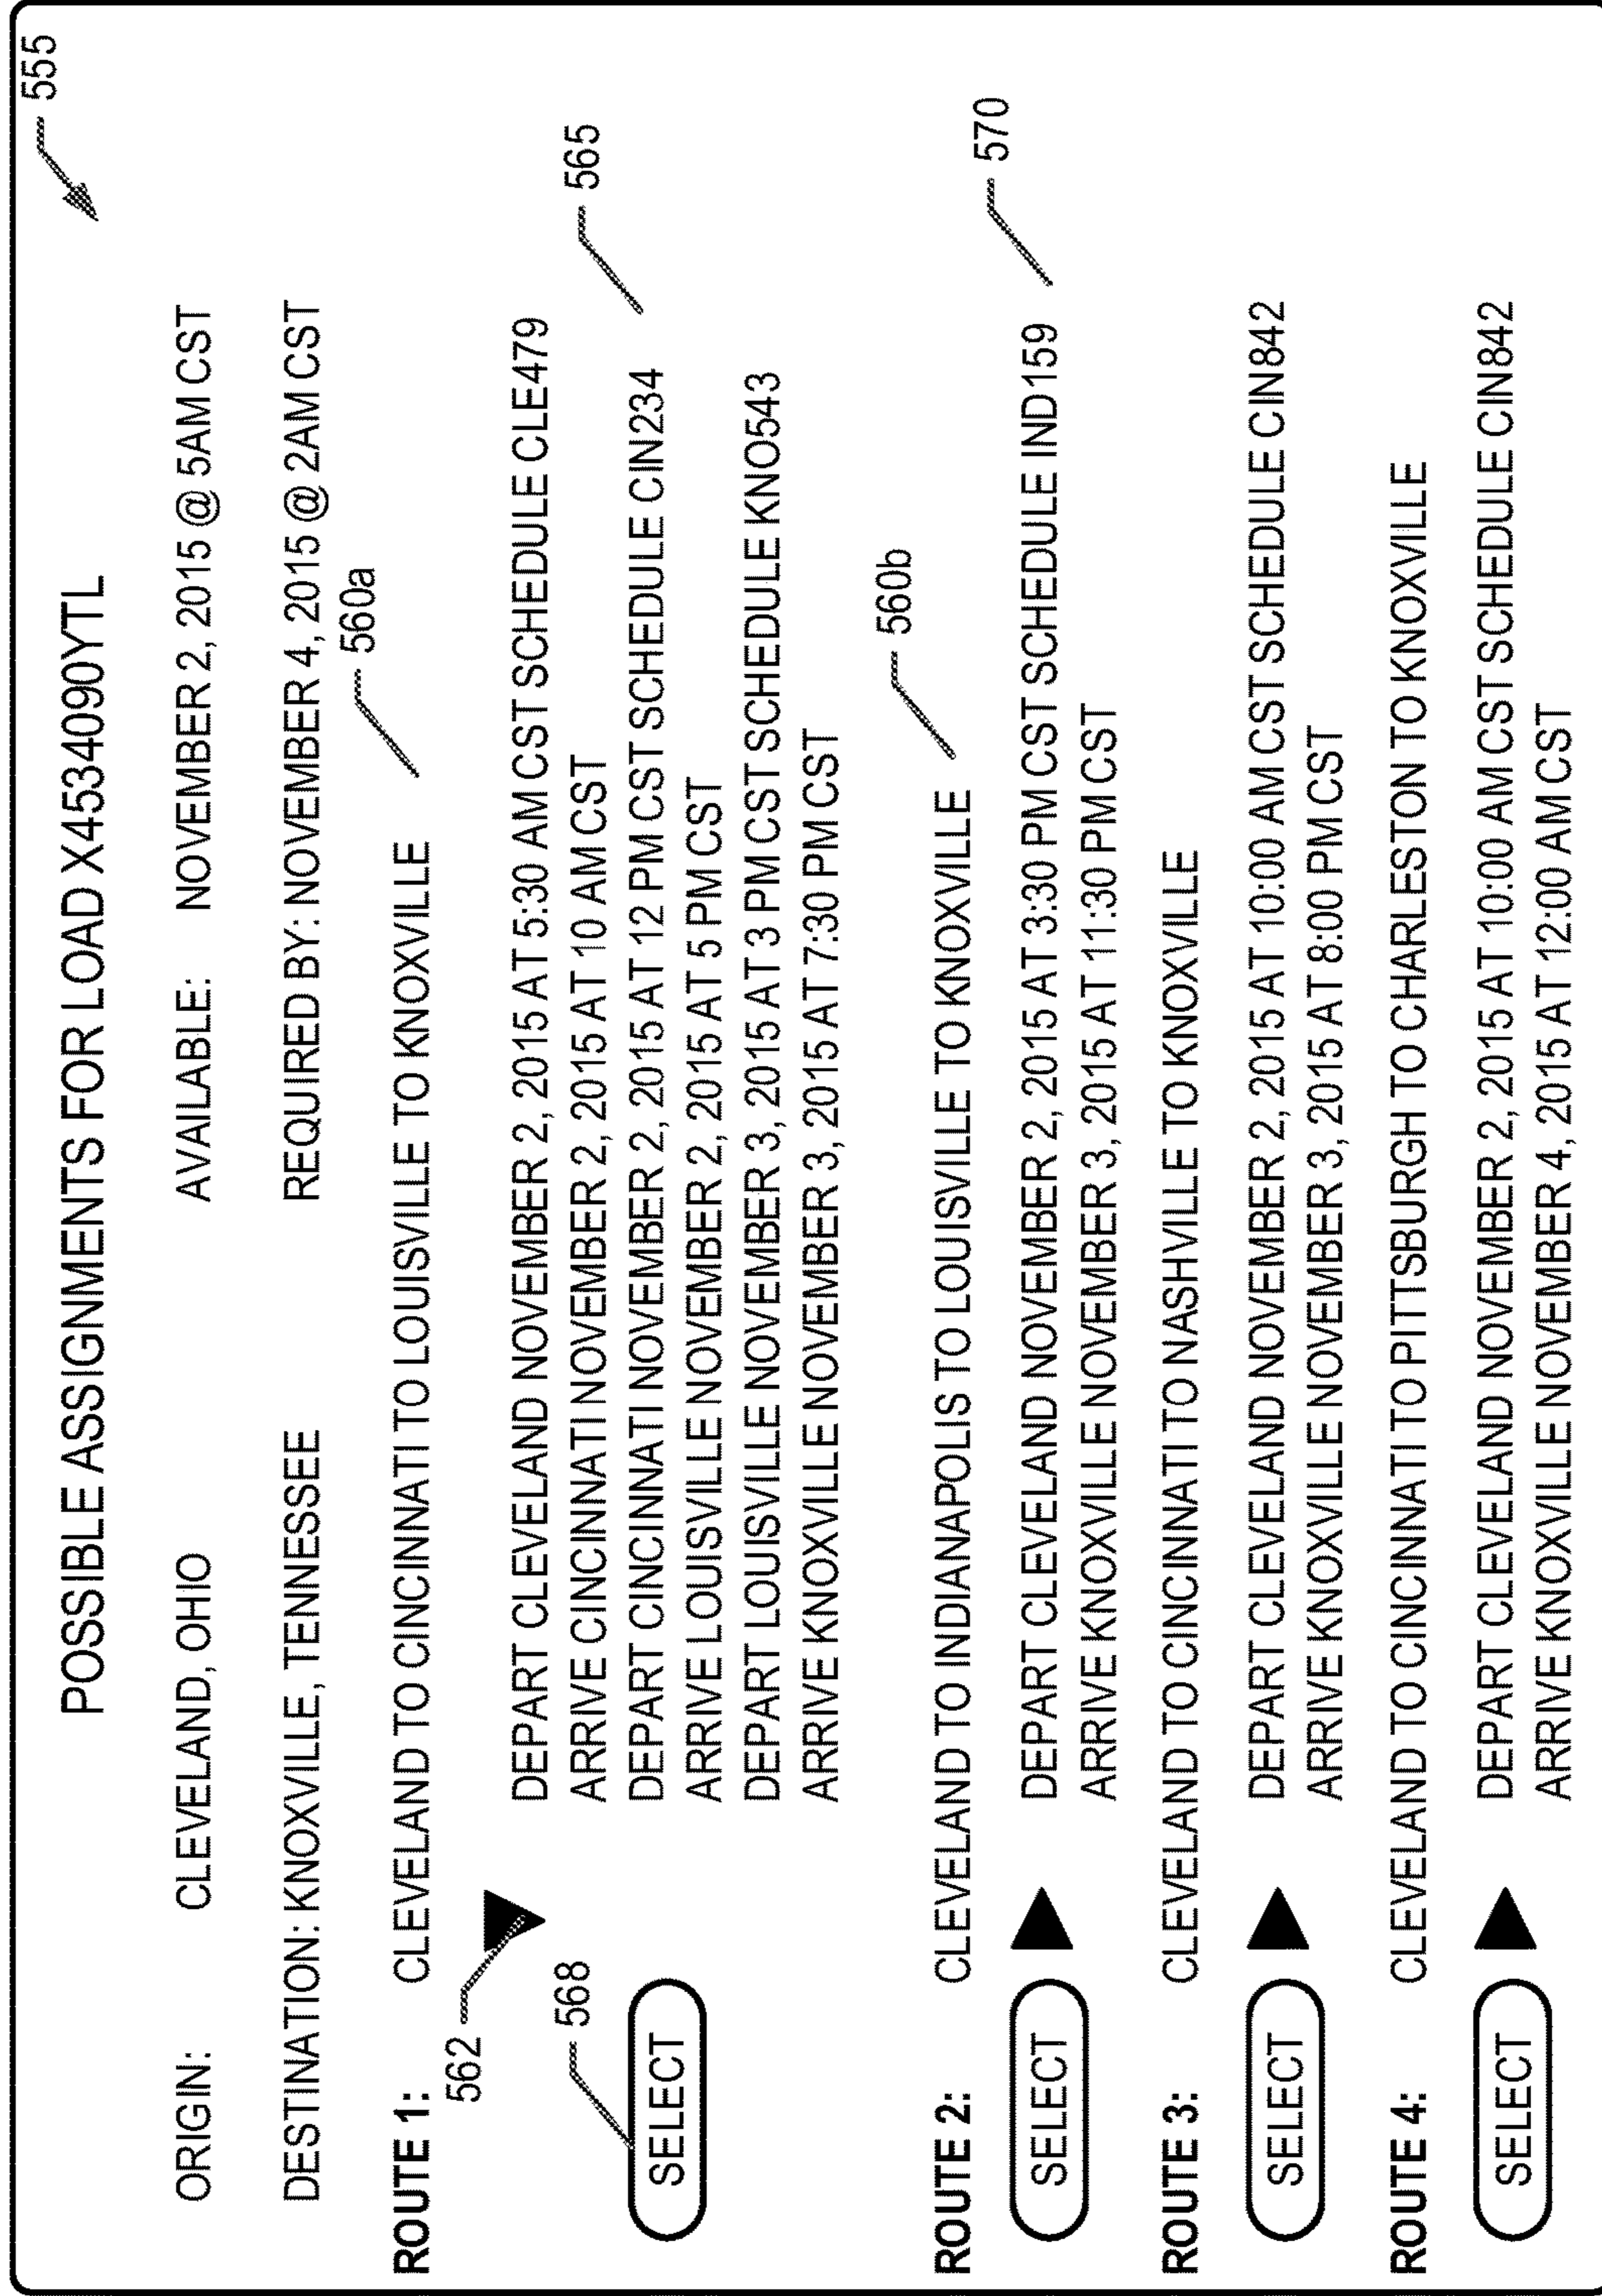 555
POSSIBLE ASSIGNMENTS FOR LOAD X4534090YTL
ORIGIN: CLEVELAND, OHIO AVAILABLE: NOVEMBER 2, 2015 @ 5AM CST
DESTINATION: KNOXVILLE, TENNESSEE REQUIRED BY: NOVEMBER 4, 2015 @ 2AM CST
560a
ROUTE 1: CLEVELAND TO CINCINNATI TO LOUISVILLE TO KNOXVILLE
562
DEPART CLEVELAND NOVEMBER 2, 2015 AT 5:30 AM CST SCHEDULE CLE479
568
565
ARRIVE CINCINNATI NOVEMBER 2, 2015 AT 10 AM CST
SELECT DEPART CINCINNATI NOVEMBER 2, 2015 AT 12 PM CST SCHEDULE CIN234
ARRIVE LOUISVILLE NOVEMBER 2, 2015 AT 5 PM CST
DEPART LOUISVILLE NOVEMBER 3, 2015 AT 3 PM CST SCHEDULE KNO543
ARRIVE KNOXVILLE NOVEMBER 3, 2015 AT 7:30 PM CST
560b
ROUTE 2: CLEVELAND TO INDIANAPOLIS TO LOUISVILLE TO KNOXVILLE
570
SELECT DEPART CLEVELAND NOVEMBER 2, 2015 AT 3:30 PM CST SCHEDULE IND159
ARRIVE KNOXVILLE NOVEMBER 3, 2015 AT 11:30 PM CST
ROUTE 3: CLEVELAND TO CINCINNATI TO NASHVILLE TO KNOXVILLE
SELECT DEPART CLEVELAND NOVEMBER 2, 2015 AT 10:00 AM CST SCHEDULE CIN842
ARRIVE KNOXVILLE NOVEMBER 3, 2015 AT 8:00 PM CST
ROUTE 4: CLEVELAND TO CINCINNATI TO PITTSBURGH TO CHARLESTON TO KNOXVILLE
SELECT DEPART CLEVELAND NOVEMBER 2, 2015 AT 10:00 AM CST SCHEDULE CIN842
ARRIVE KNOXVILLE NOVEMBER 4, 2015 AT 12:00 AM CST